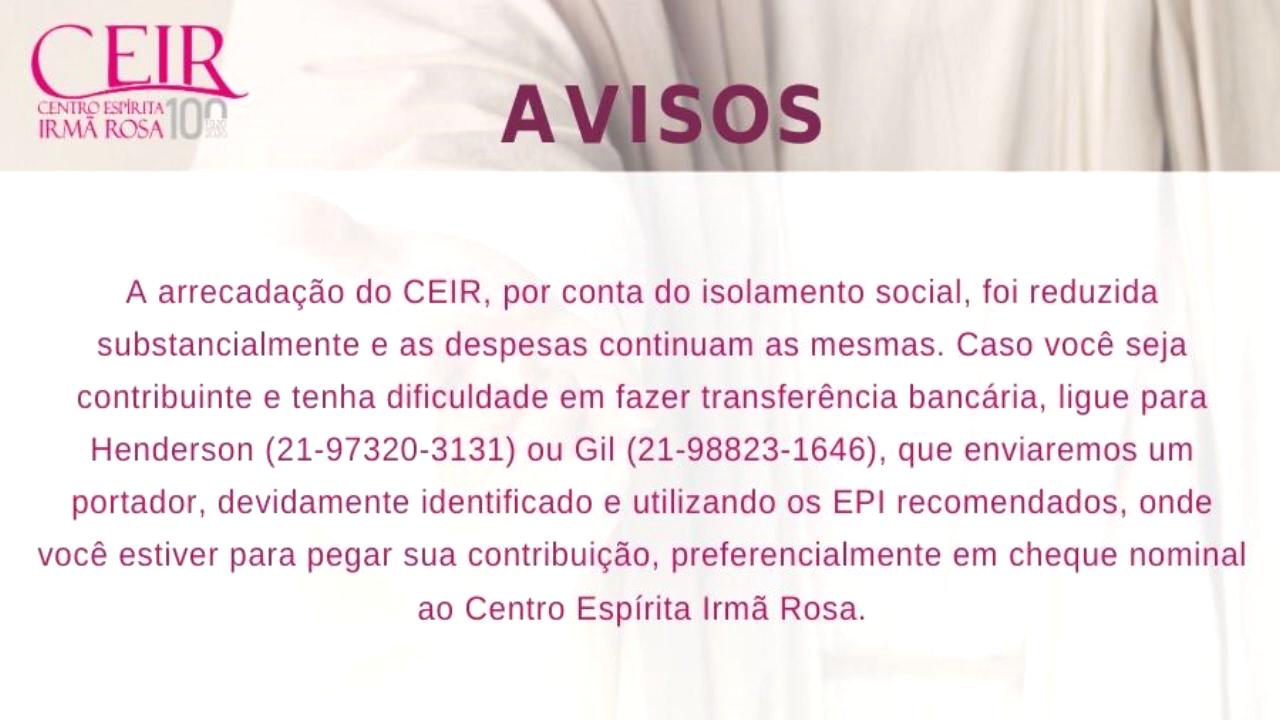 CEIR
CENTRO ESPÍRITA
IRMÃ ROSA 100
AVISOS
A arrecadação do CEIR, por conta do isolamento social, foi reduzida
substancialmente e as despesas continuam as mesmas. Caso você seja
contribuinte e tenha dificuldade em fazer transferência bancária, ligue para
Henderson (21-97320-3131) ou Gil (21-98823-1646), que enviaremos um
portador, devidamente identificado e utilizando os EPI recomendados, onde
você estiver para pegar sua contribuição, preferencialmente em cheque nominal
ao Centro Espírita Irmã Rosa.